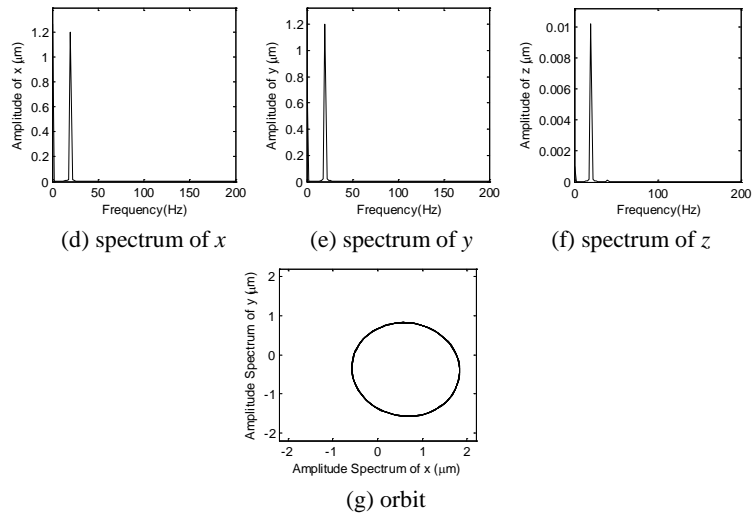 Amplitude of x (μm)
1.2
1
0.8
0.6
0.4
0.2
0
0 50 100 150 200
Frequency(Hz)
(d) spectrum of x
Amplitude of y (μm)
1.2
1
0.8
0.6
0.4
0.2
0
0 50 100 150 200
Frequency(Hz)
(e) spectrum of y
Amplitude of z (μm)
0.01
0.008
0.006
0.004
0.002
0
0 100 200
Frequency(Hz)
(f) spectrum of z
Amplitude Spectrum of y (μm)
2
1
0
-1
-2
-2 -1 0 1 2
Amplitude Spectrum of x (μm)
(g) orbit